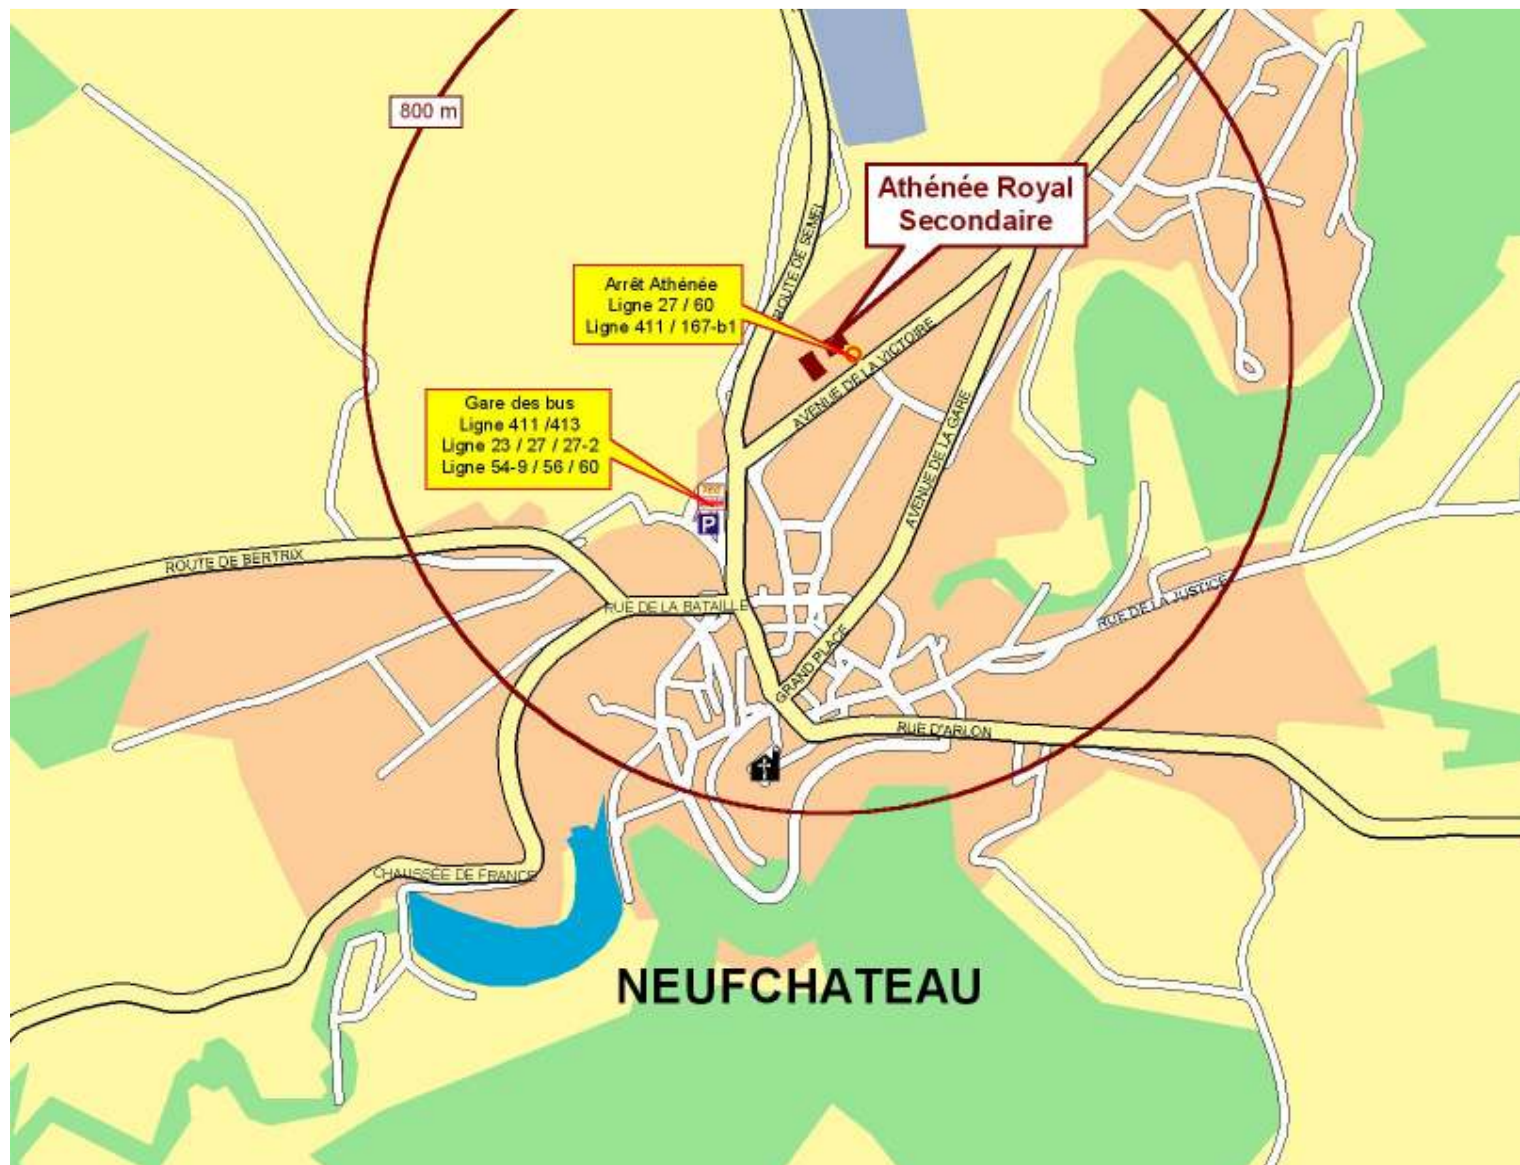 800 m
Athénée Royal
Secondaire
ROUTE DE SEMEL
Arrêt Athénée
Ligne 27 / 60
Ligne 411 / 167-b1
AVENUE DE LA VICTOIRE
Gare des bus
Ligne 411 /413
Ligne 23 / 27 / 27-2
Ligne 54-9 / 56 / 60
AVENUE DE LA GARE
P
ROUTE DE BERTRIX
RUE DE LA BATAILLE
RUE DE LA JUSTICE
GRAND PLACE
RUE D'ARLON
CHAUSSÉE DE FRANCE
NEUFCHATEAU